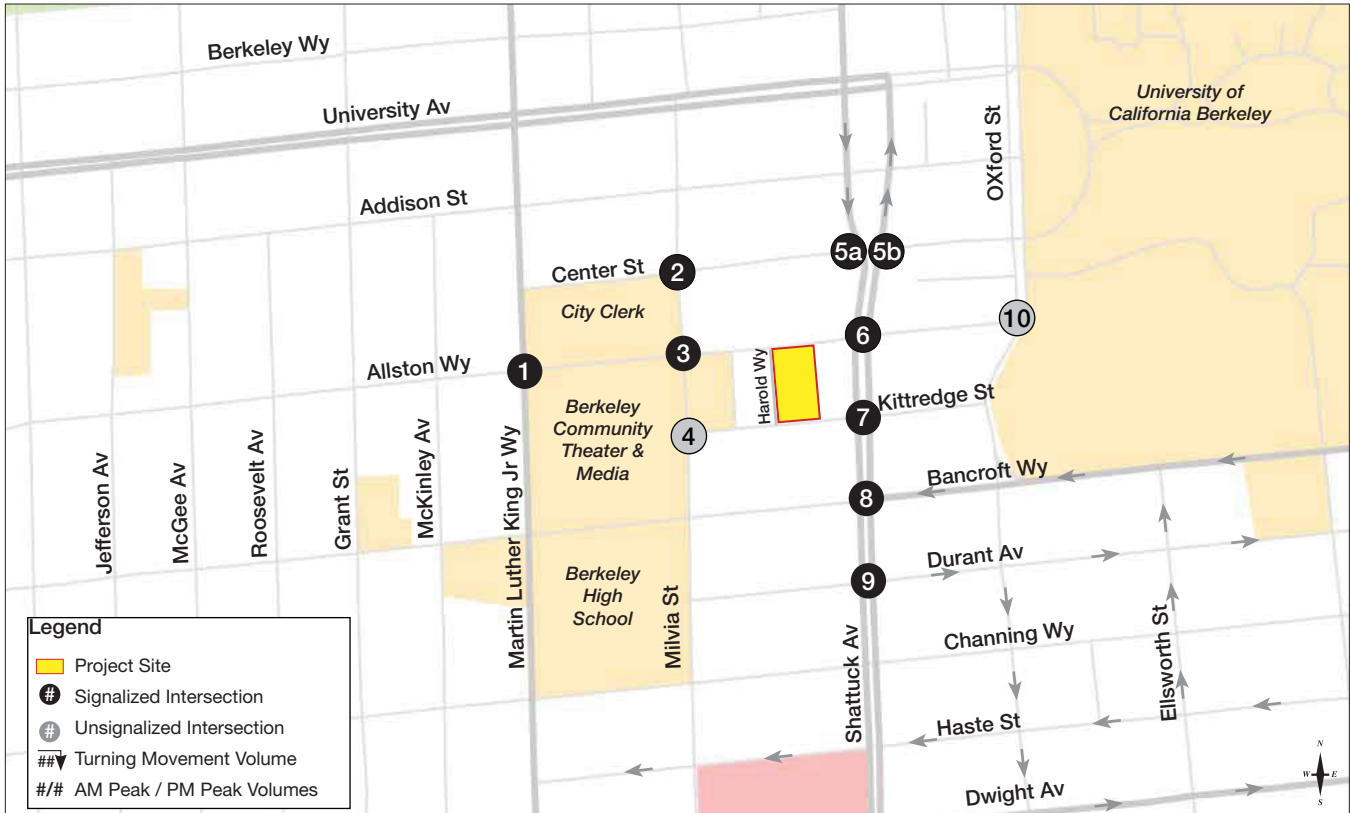 Berkeley Wy
University Av
University of
California Berkeley
OXford St
Addison St
5a
5b
Center St
2
City Clerk
10
6
3
Allston Wy
1
Harold Wy
Kittredge St
7
Berkeley
Community
Theater &
Media
4
Bancroft Wy
8
Jefferson Av
McGee Av
Roosevelt Av
Grant St
McKinley Av
Martin Luther King Jr Wy
Durant Av
9
Berkeley
High
School
Milvia St
Channing Wy
Ellsworth St
Shattuck Av
Haste St
Dwight Av
Legend
Project Site
# Signalized Intersection
# Unsignalized Intersection
## Turning Movement Volume
#/# AM Peak / PM Peak Volumes
N
W E
S